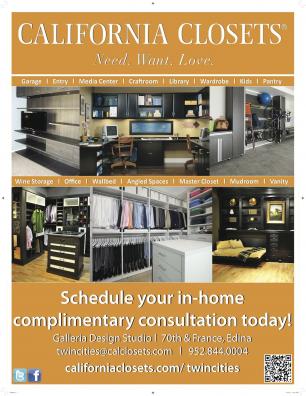 CALIFORNIA CLOSETS®
Need. Want. Love.
Garage | Entry | Media Center | Craftroom | Library | Wardrobe | Kids | Pantry
Wine Storage | Office | Wallbed | Angled Spaces | Master Closet | Mudroom | Vanity
Schedule your in-home
complimentary consultation today!
Galleria Design Studio | 70th & France, Edina
twincities@calclosets.com | 952.844.0004
californiaclosets.com/twincities